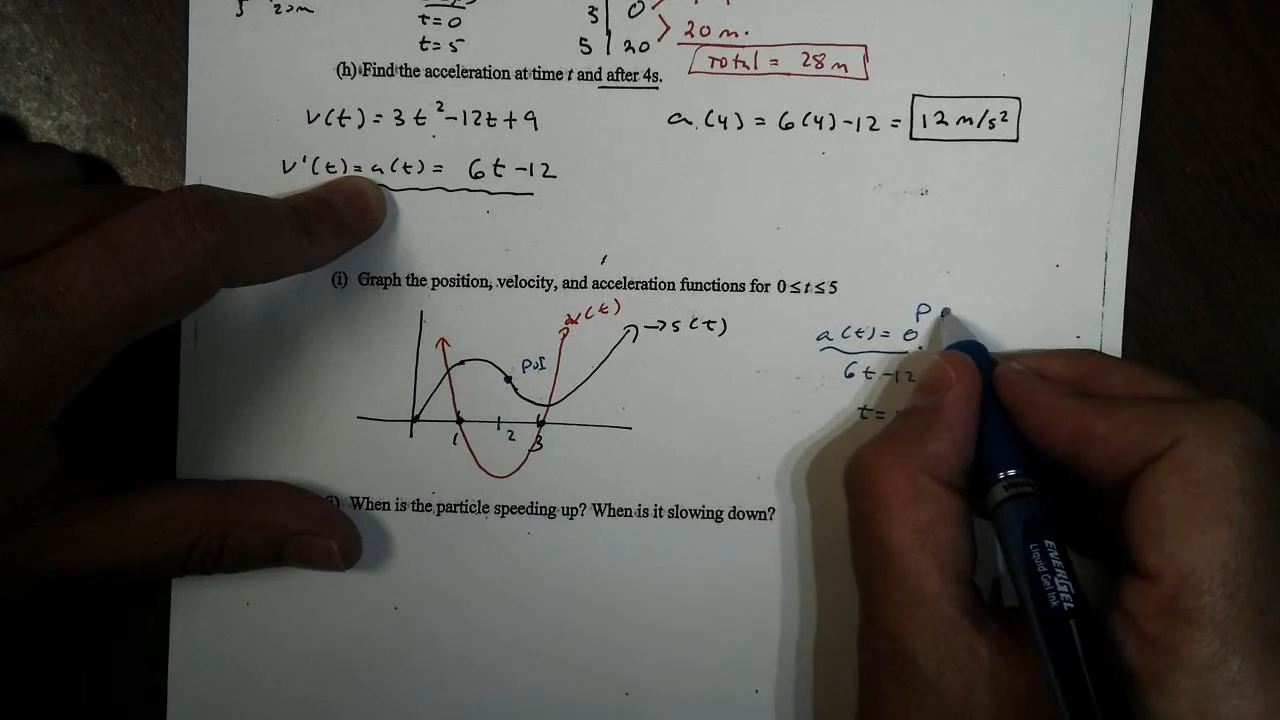 20m
t=0
t=5
3 | 0
5 | 20
> 20 m.
Total = 28m
(h) Find the acceleration at time t and after 4s.
v(t) = 3t²-12t+9
a(4) = 6(4)-12 = 12 m/s²
v'(t) = a(t) = 6t-12
(i) Graph the position, velocity, and acceleration functions for 0≤t≤5
v(t)
→s(t)
POI
1
2
3
P
a(t) = 0
6t-12
t=
When is the particle speeding up? When is it slowing down?
ENERGEL
Liquid Gel Ink